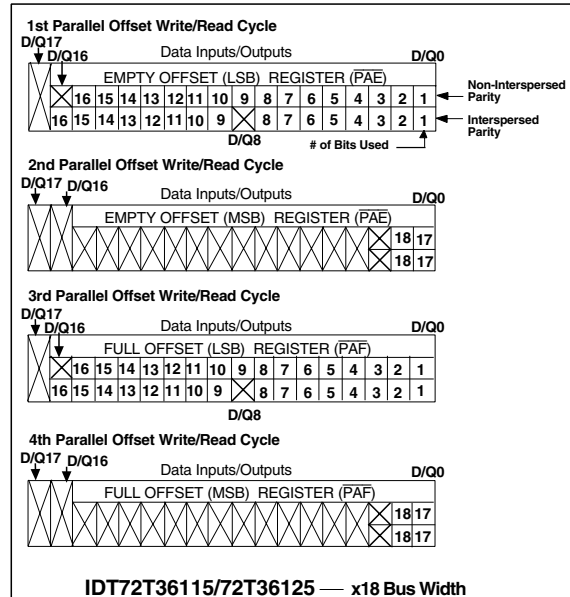 1st Parallel Offset Write/Read Cycle
D/Q17
D/Q16 Data Inputs/Outputs D/Q0
EMPTY OFFSET (LSB) REGISTER (PAE)
16 15 14 13 12 11 10 9 8 7 6 5 4 3 2 1 Non-Interspersed Parity
16 15 14 13 12 11 10 9 8 7 6 5 4 3 2 1 Interspersed Parity
D/Q8 # of Bits Used
2nd Parallel Offset Write/Read Cycle
D/Q17
D/Q16 Data Inputs/Outputs D/Q0
EMPTY OFFSET (MSB) REGISTER (PAE)
18 17
18 17
3rd Parallel Offset Write/Read Cycle
D/Q17
D/Q16 Data Inputs/Outputs D/Q0
FULL OFFSET (LSB) REGISTER (PAF)
16 15 14 13 12 11 10 9 8 7 6 5 4 3 2 1
16 15 14 13 12 11 10 9 8 7 6 5 4 3 2 1
D/Q8
4th Parallel Offset Write/Read Cycle
D/Q17 D/Q16 Data Inputs/Outputs D/Q0
FULL OFFSET (MSB) REGISTER (PAF)
18 17
18 17
IDT72T36115/72T36125 — x18 Bus Width